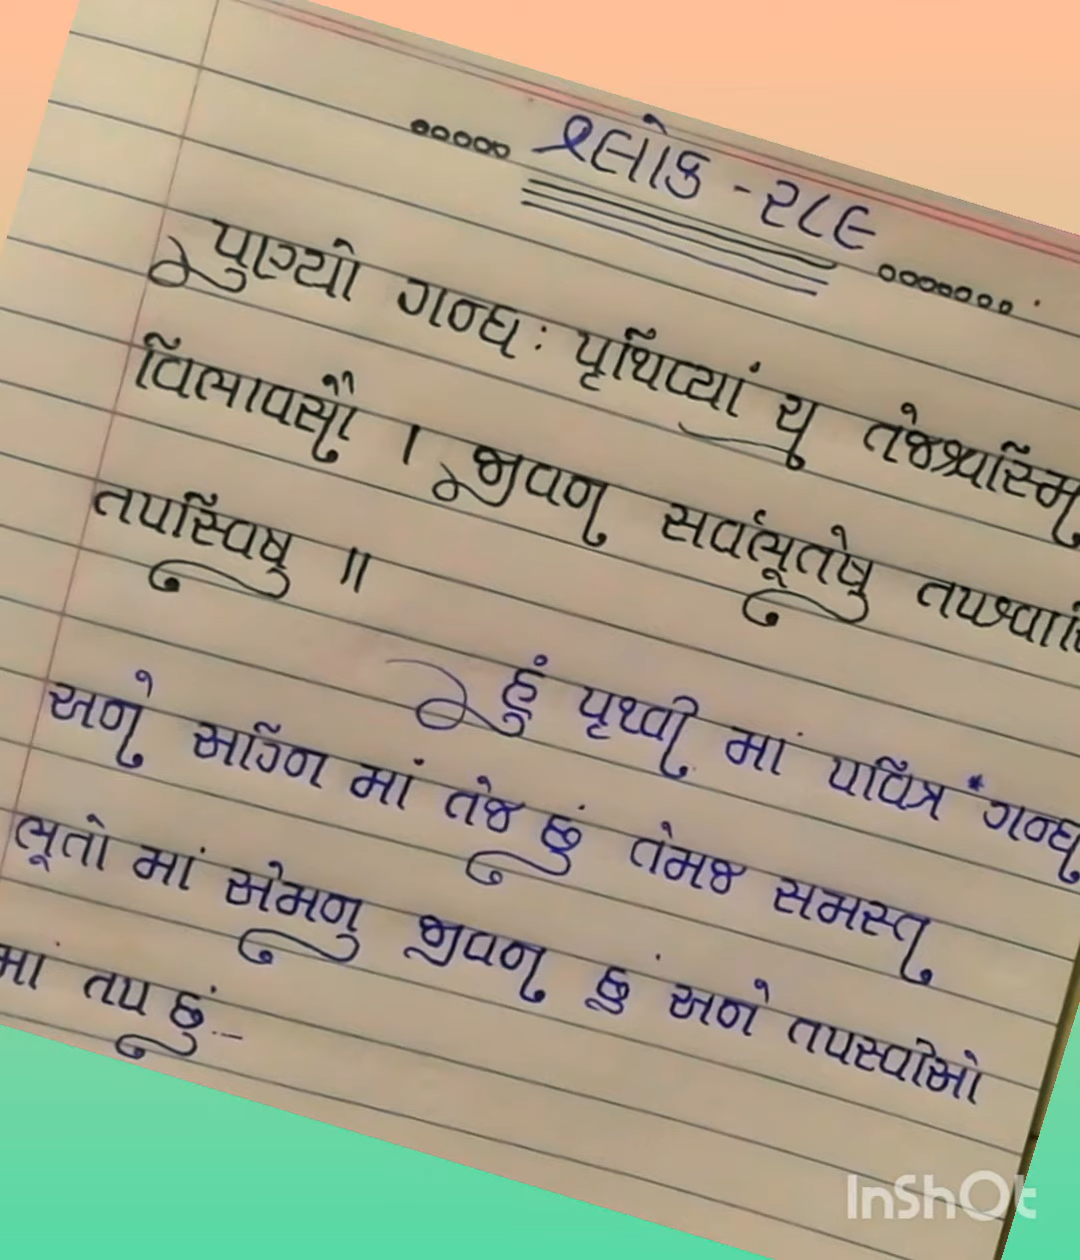 શ્લોક - ૨૮૯
પુણ્યો ગન્ધઃ પૃથિવ્યાં ચ તેજશ્ચાસ્મિ
વિભાવસૌ । જીવન સર્વભૂતેષુ તપશ્ચાસ્મિ
તપસ્વિષુ ॥
હું પૃથ્વી માં પવિત્ર ગન્ધ
અને અગ્નિ માં તેજ છું તેમજ સમસ્ત
ભૂતો માં એમનુ જીવન છું અને તપસ્વીઓ
માં તપ છું...
InShOt